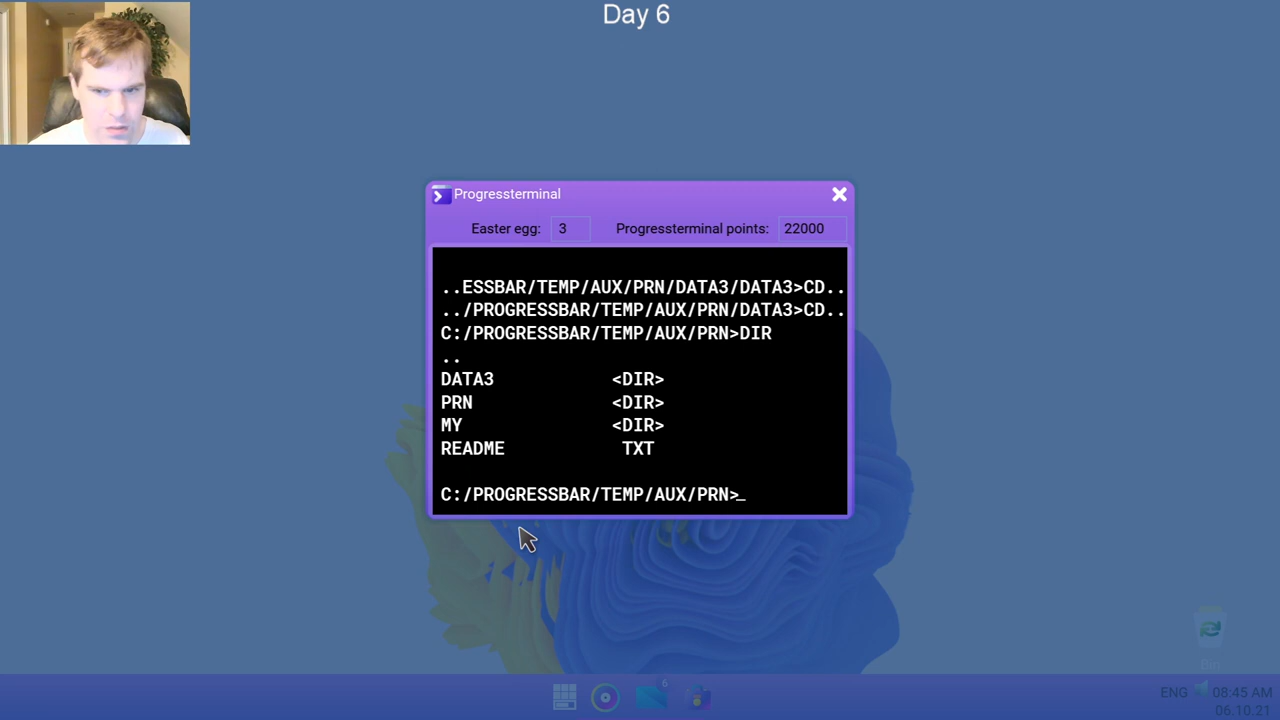 Day 6
Progressterminal
Easter egg: 3 Progressterminal points: 22000
..ESSBAR/TEMP/AUX/PRN/DATA3/DATA3>CD..
../PROGRESSBAR/TEMP/AUX/PRN/DATA3>CD..
C:/PROGRESSBAR/TEMP/AUX/PRN>DIR
..
DATA3 <DIR>
PRN <DIR>
MY <DIR>
README TXT
C:/PROGRESSBAR/TEMP/AUX/PRN>_
Bin
6
ENG 08:45 AM
06.10.21